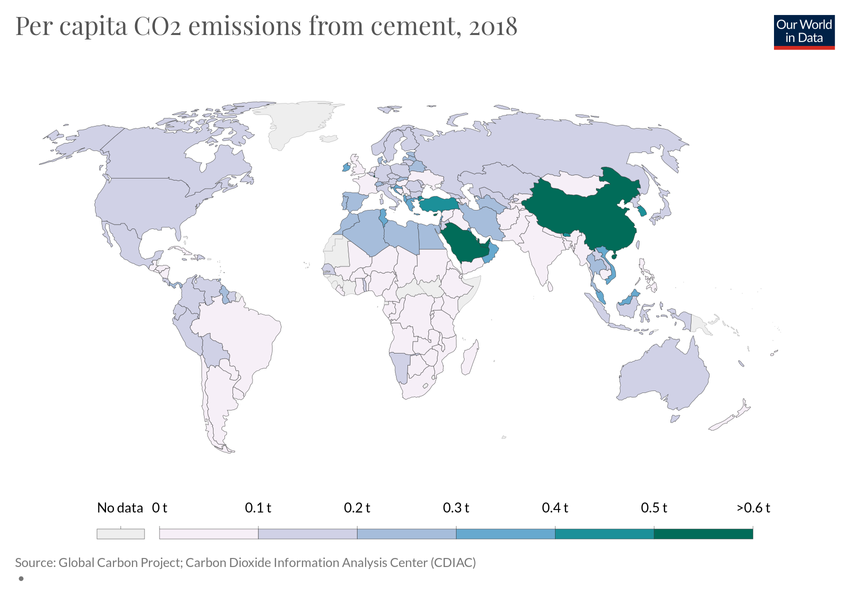 Per capita CO2 emissions from cement, 2018
Our World
in Data
No data
0 t
0.1 t
0.2 t
0.3 t
0.4 t
0.5 t
>0.6 t
Source: Global Carbon Project; Carbon Dioxide Information Analysis Center (CDIAC)
•